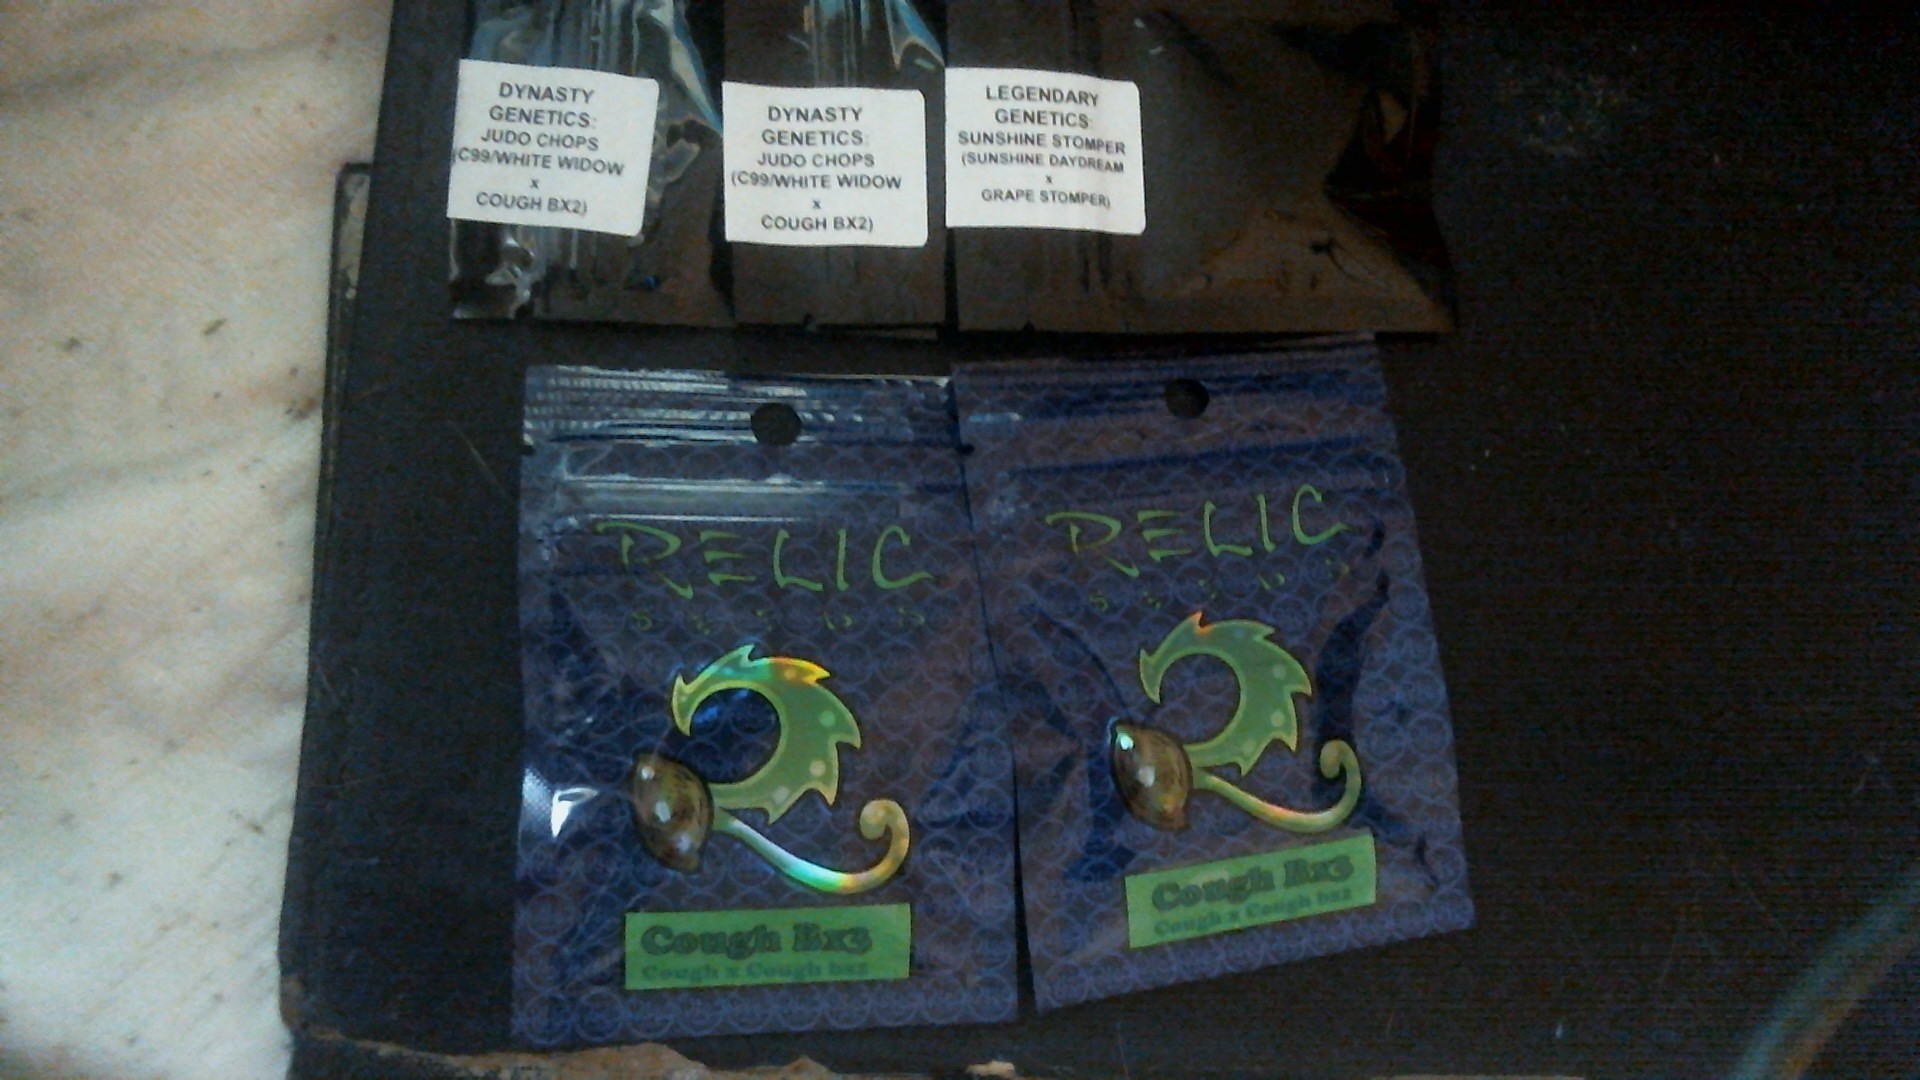 DYNASTY
GENETICS:
JUDO CHOPS
(C99/WHITE WIDOW
x
COUGH BX2)
DYNASTY
GENETICS:
JUDO CHOPS
(C99/WHITE WIDOW
x
COUGH BX2)
LEGENDARY
GENETICS:
SUNSHINE STOMPER
(SUNSHINE DAYDREAM
x
GRAPE STOMPER)
RELIC
SEEDS
Cough Bx3
Cough x Cough bx2
RELIC
SEEDS
Cough Bx3
Cough x Cough bx2